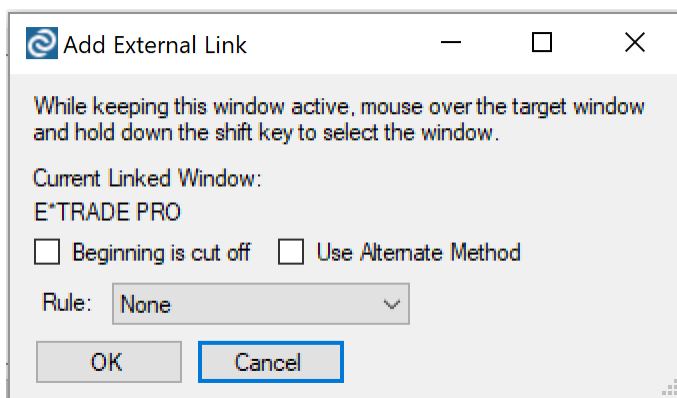 Add External Link
While keeping this window active, mouse over the target window
and hold down the shift key to select the window.
Current Linked Window:
E*TRADE PRO
Beginning is cut off Use Alternate Method
Rule: None
OK Cancel